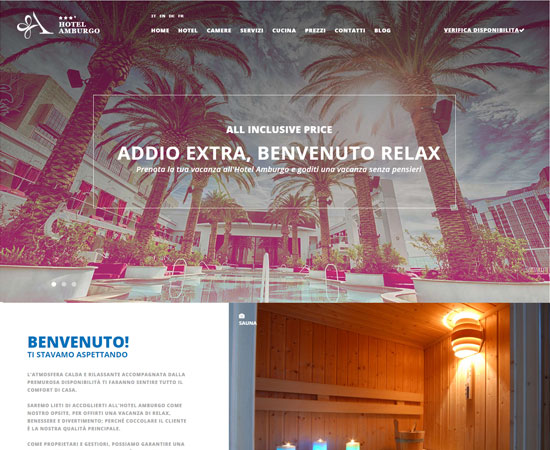 ★★★s
HOTEL
AMBURGO
IT EN DE FR
HOME HOTEL CAMERE SERVIZI CUCINA PREZZI CONTATTI BLOG
VERIFICA DISPONIBILITA
ALL INCLUSIVE PRICE
ADDIO EXTRA, BENVENUTO RELAX
Prenota la tua vacanza all'Hotel Amburgo e goditi una vacanza senza pensieri
SAUNA
BENVENUTO!
TI STAVAMO ASPETTANDO
L'ATMOSFERA CALDA E RILASSANTE ACCOMPAGNATA DALLA
PREMUROSA DISPONIBILITÀ TI FARANNO SENTIRE TUTTO IL
COMFORT DI CASA.
SAREMO LIETI DI ACCOGLIERTI ALL'HOTEL AMBURGO COME
NOSTRO OPSITE, PER OFFRIRTI UNA VACANZA DI RELAX,
BENESSERE E DIVERTIMENTO; PERCHÈ COCCOLARE IL CLIENTE
È LA NOSTRA QUALITÀ PRINCIPALE.
COME PROPRIETARI E GESTORI, POSSIAMO GARANTIRE UNA